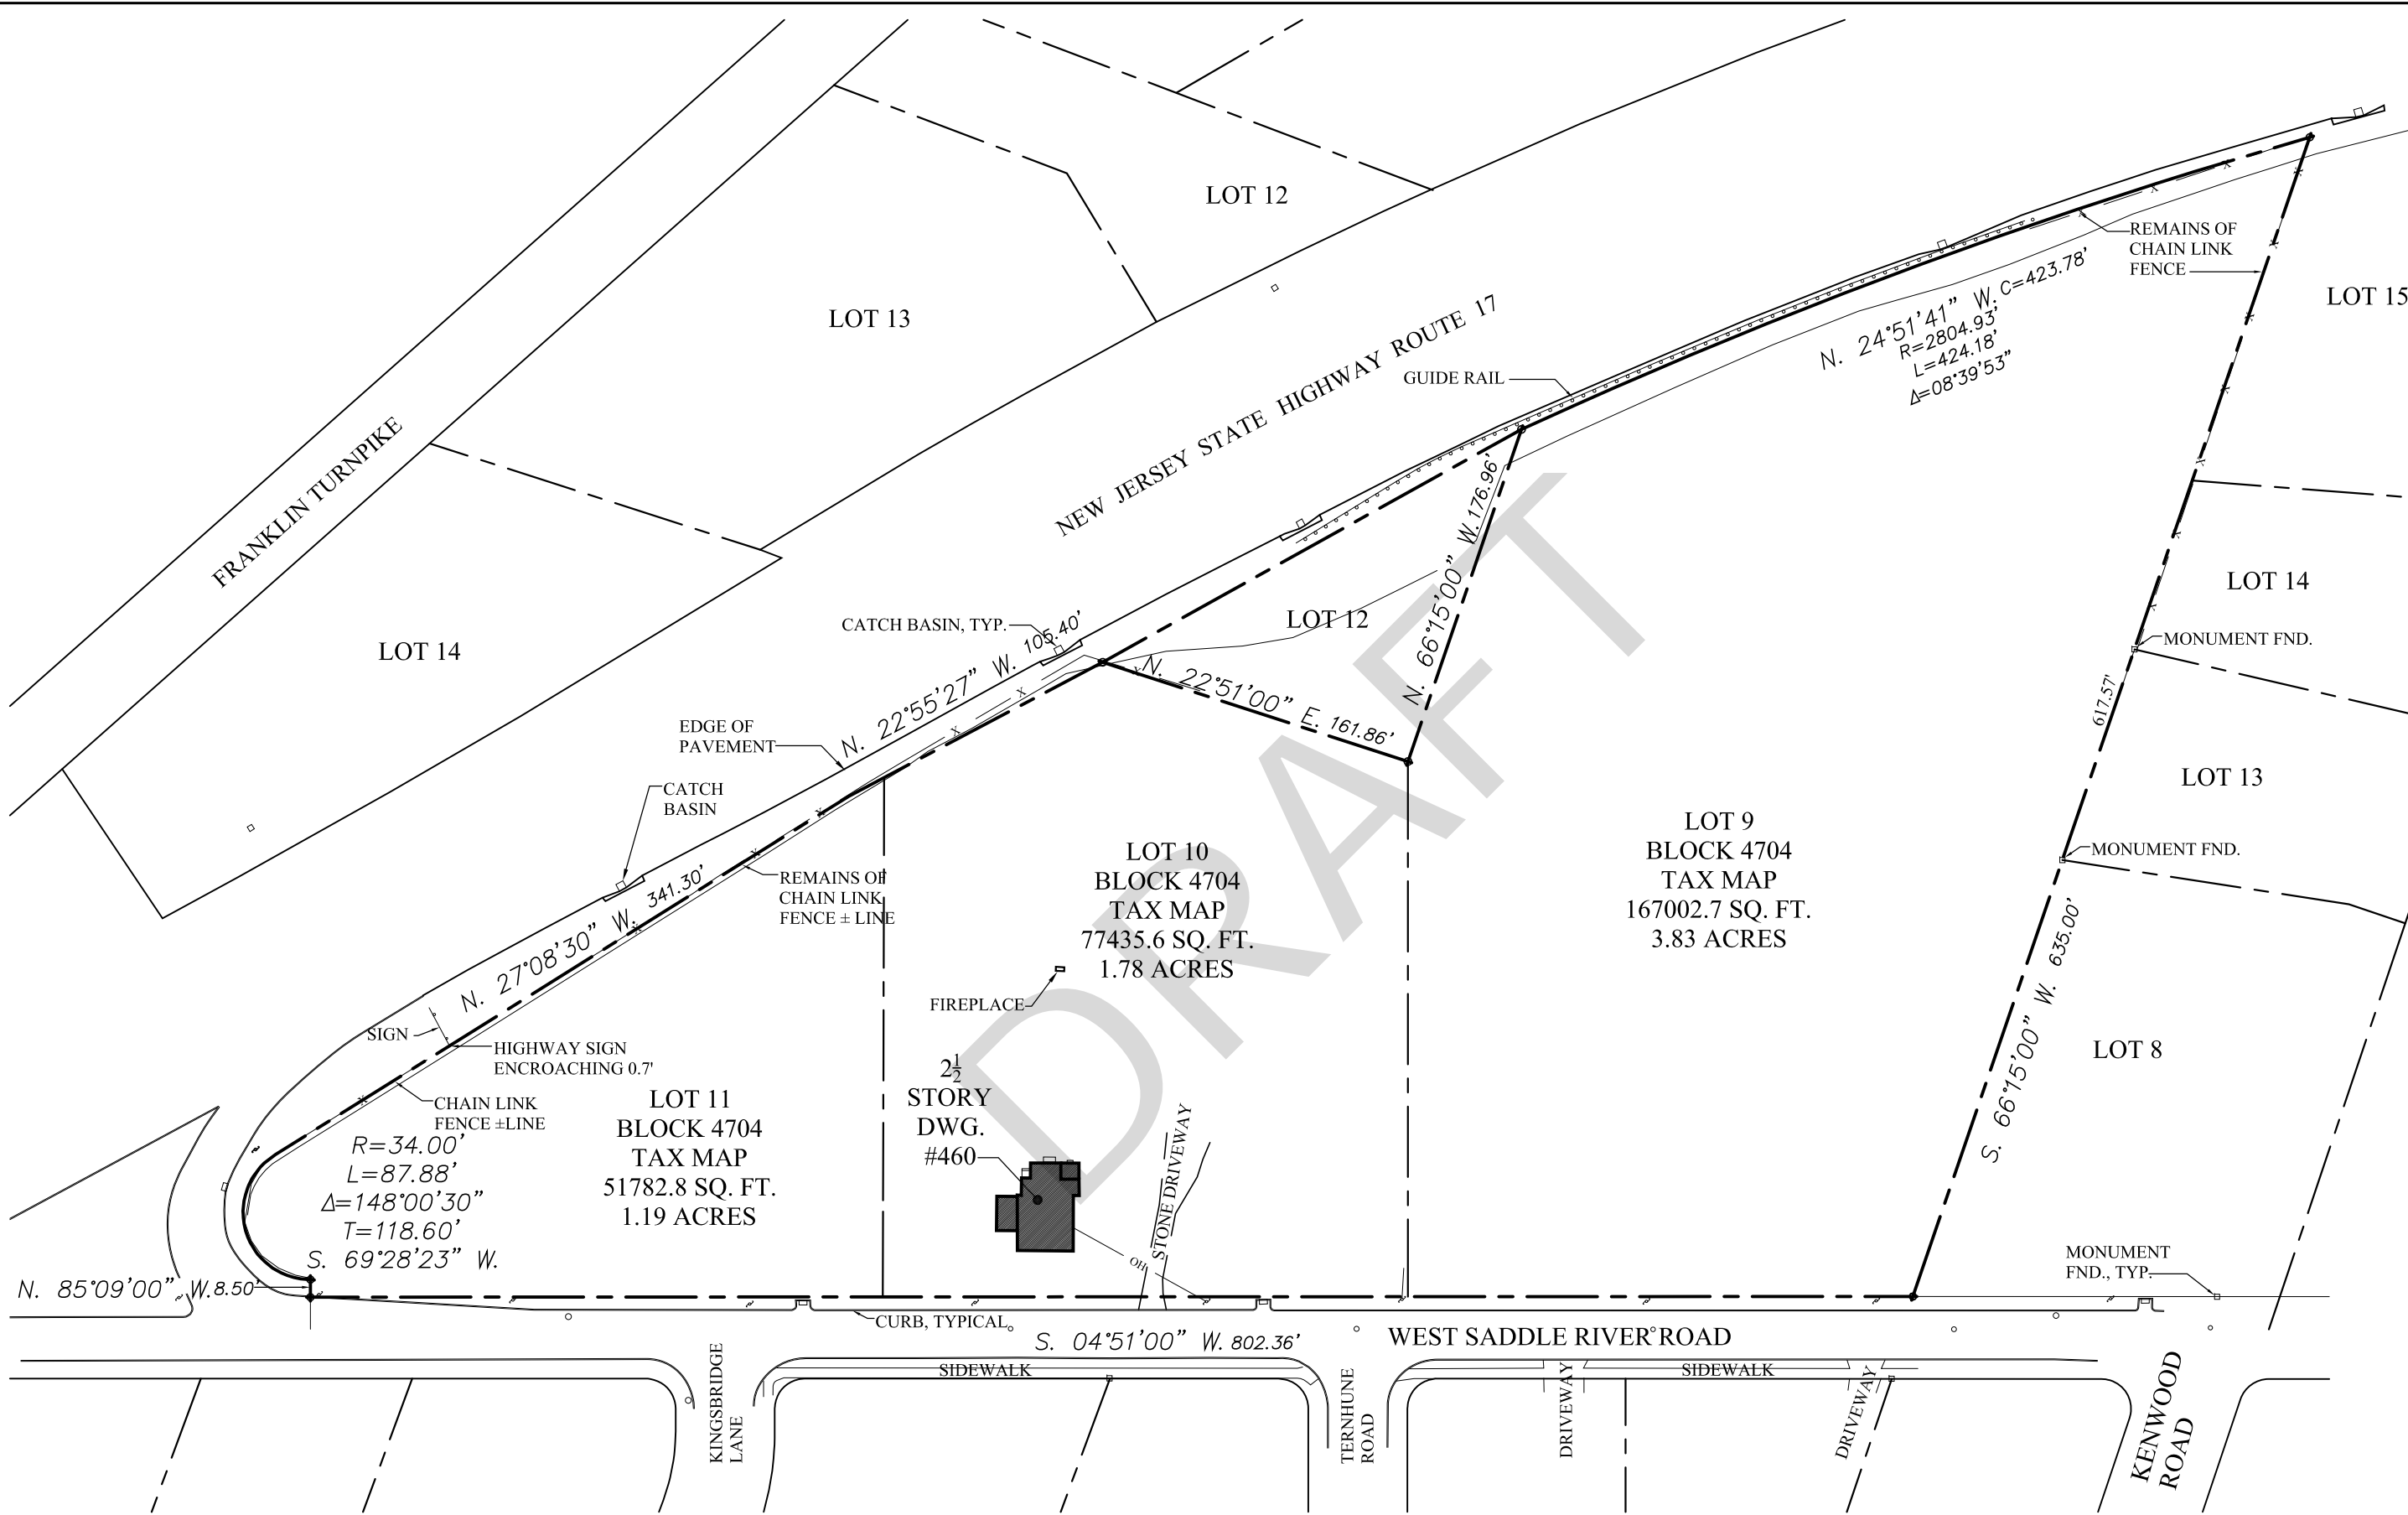 LOT 12
REMAINS OF
CHAIN LINK
FENCE
LOT 15
LOT 13
N. 24°51'41" W. C=423.78'
R=2804.93'
L=424.18'
Δ=08°39'53"
NEW JERSEY STATE HIGHWAY ROUTE 17
GUIDE RAIL
FRANKLIN TURNPIKE
N. 66°15'00" W. 176.96'
LOT 14
LOT 14
LOT 12
CATCH BASIN, TYP.
MONUMENT FND.
N. 22°55'27" W. 105.40'
N. 22°51'00" E. 161.86'
617.57'
EDGE OF
PAVEMENT
LOT 13
CATCH
BASIN
DRAFT
LOT 9
BLOCK 4704
TAX MAP
167002.7 SQ. FT.
3.83 ACRES
LOT 10
BLOCK 4704
TAX MAP
77435.6 SQ. FT.
1.78 ACRES
MONUMENT FND.
REMAINS OF
CHAIN LINK
FENCE ± LINE
N. 27°08'30" W. 341.30'
S. 66°15'00" W. 635.00'
FIREPLACE
SIGN
HIGHWAY SIGN
ENCROACHING 0.7'
LOT 8
2½
STORY
DWG.
#460
CHAIN LINK
FENCE ±LINE
LOT 11
BLOCK 4704
TAX MAP
51782.8 SQ. FT.
1.19 ACRES
STONE DRIVEWAY
R=34.00'
L=87.88'
Δ=148°00'30"
T=118.60'
S. 69°28'23" W.
OH
MONUMENT
FND., TYP.
N. 85°09'00" W. 8.50'
CURB, TYPICAL
S. 04°51'00" W. 802.36'
WEST SADDLE RIVER ROAD
SIDEWALK
SIDEWALK
KINGSBRIDGE
LANE
TERNHUNE
ROAD
DRIVEWAY
DRIVEWAY
KENWOOD
ROAD